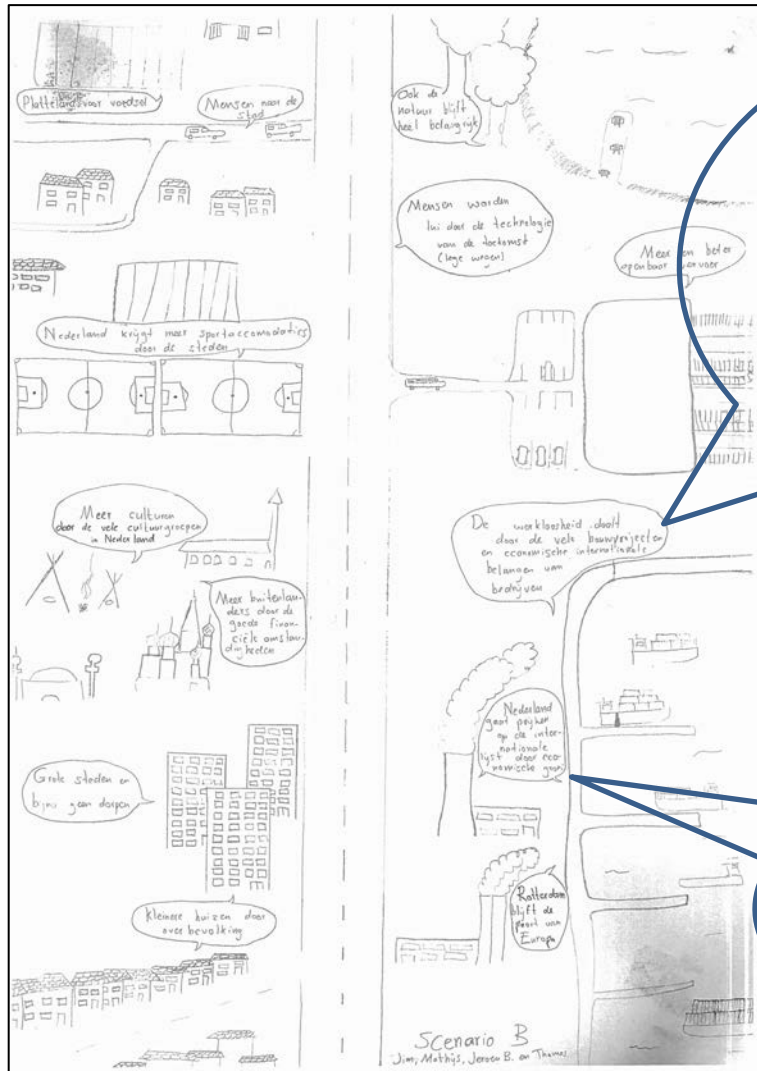 Platteland voor voedsel
Mensen naar de
stad
Nederland krijgt meer sportaccomodaties
door de steden
Meer culturen
door de vele cultuurgroepen
in Nederland
Meer buitenlan-
ders door de
goede finan-
ciële omstan-
digheden
Grote steden en
bijna geen dorpen
Kleinere huizen door
overbevolking
Ook de
natuur blijft
heel belangrijk
Mensen worden
lui door de technologie
van de toekomst
(lege wegen)
Meer en beter
openbaar vervoer
De werkloosheid daalt
door de vele bouwprojecten
en economische internationale
belangen van
bedrijven
Nederland
gaat prijken
op de inter-
nationale
lijst door eco-
nomische groei
Rotterdam
blijft de
poort van
Europa
Scenario B
Jim, Mathijs, Jeroen B. en Thomas